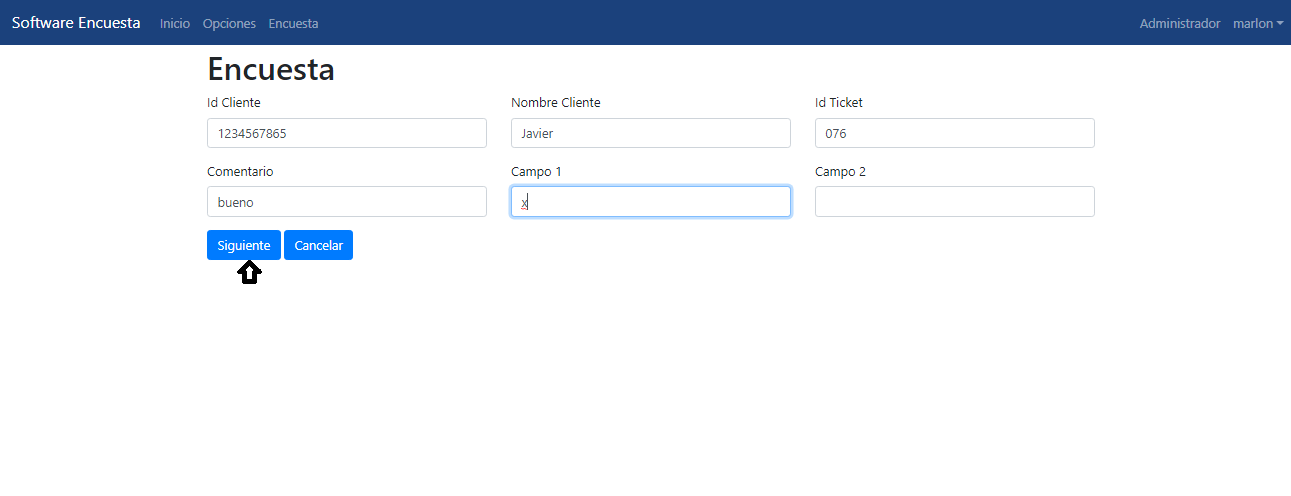 Software Encuesta Inicio Opciones Encuesta Administrador marlon
Encuesta
Id Cliente Nombre Cliente Id Ticket
1234567865 Javier 076
Comentario Campo 1 Campo 2
bueno x
Siguiente Cancelar